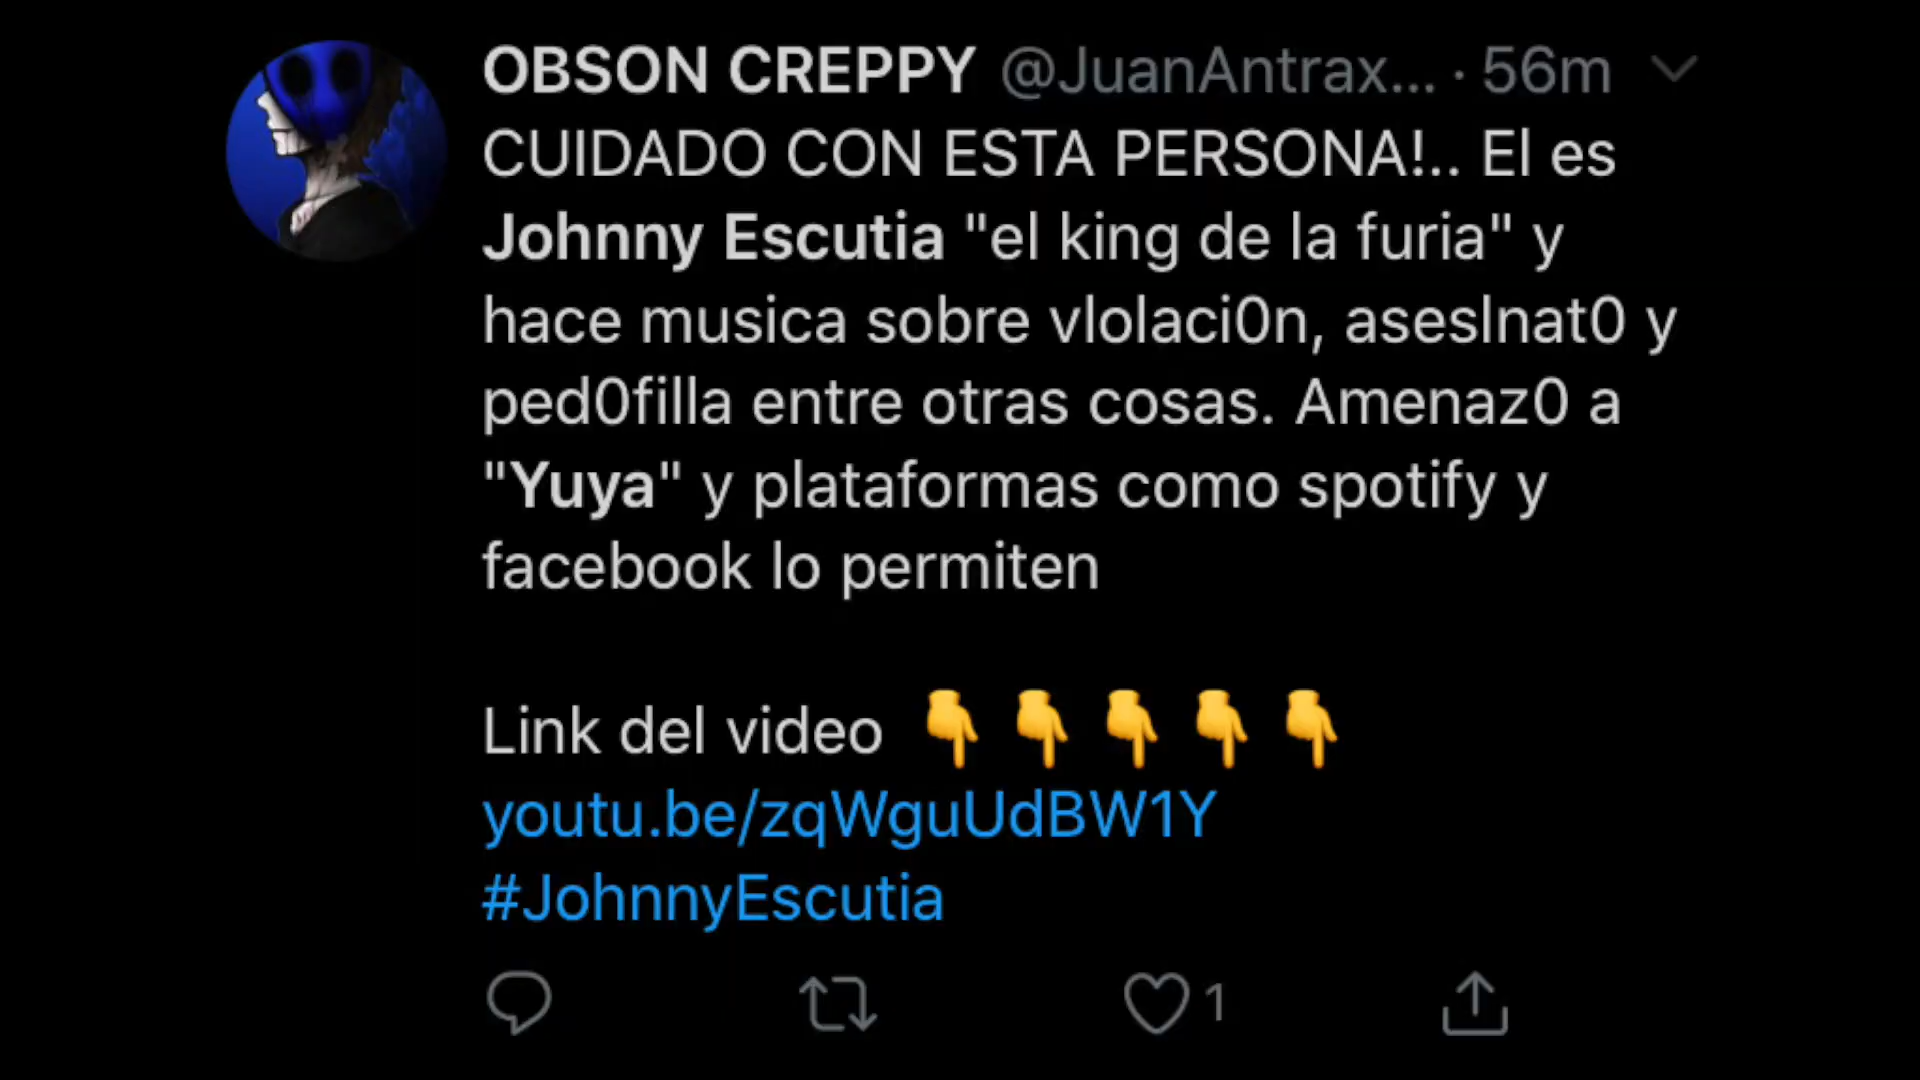 OBSON CREPPY @JuanAntrax... · 56m
CUIDADO CON ESTA PERSONA!.. El es
Johnny Escutia "el king de la furia" y
hace musica sobre vlolaci0n, aseslnat0 y
ped0filla entre otras cosas. Amenaz0 a
"Yuya" y plataformas como spotify y
facebook lo permiten
Link del video 👇👇👇👇👇
youtu.be/zqWguUdBW1Y
#JohnnyEscutia
1